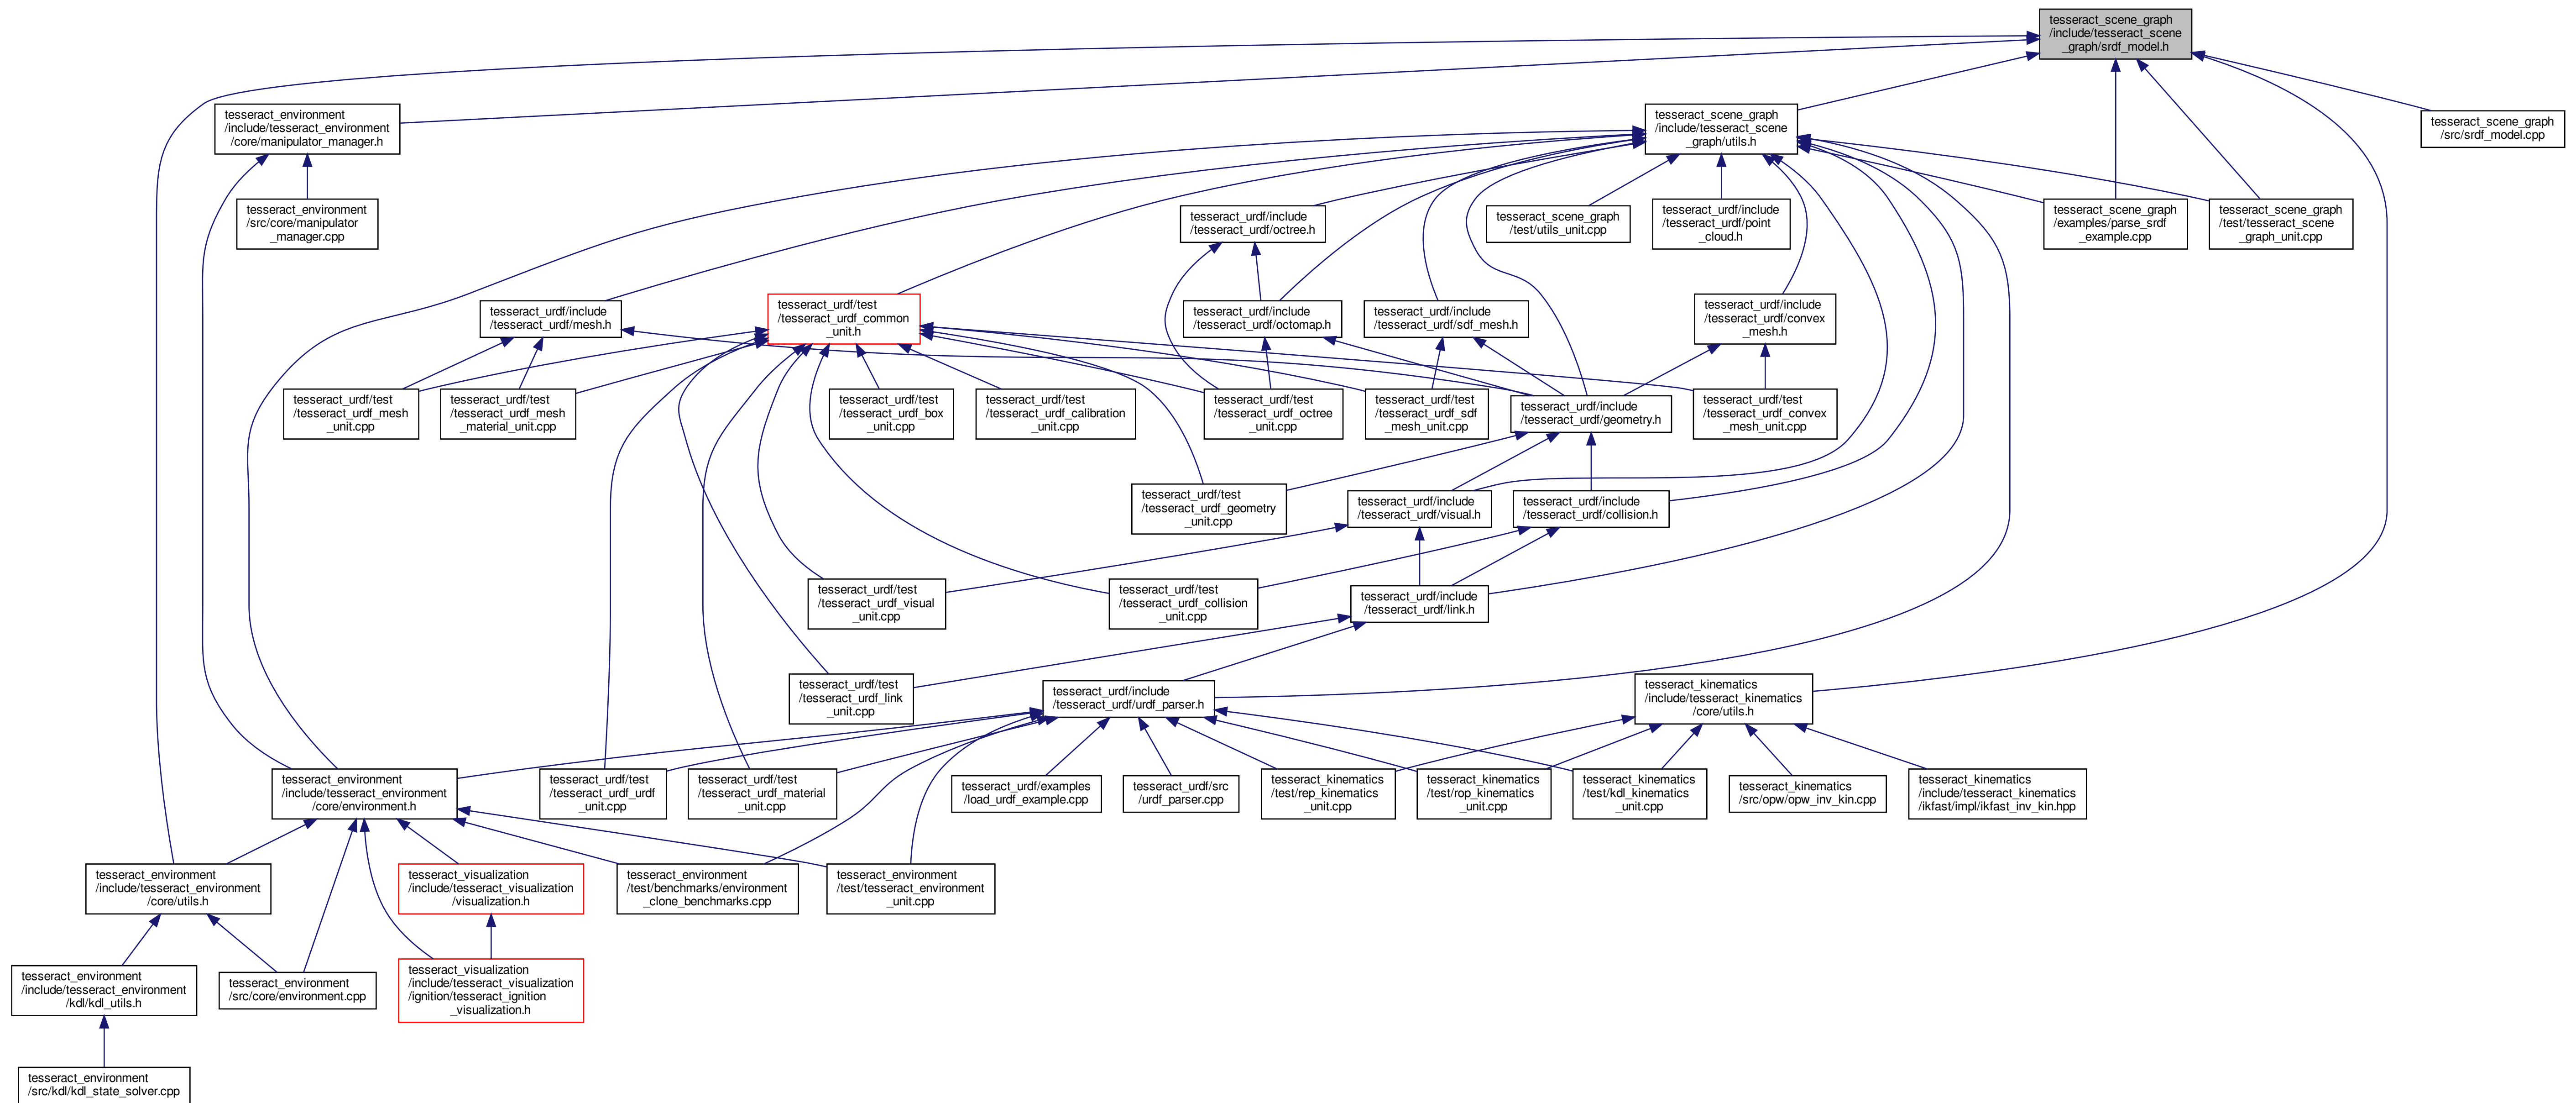 tesseract_scene_graph
/include/tesseract_scene
_graph/srdf_model.h
tesseract_environment
/include/tesseract_environment
/core/manipulator_manager.h
tesseract_scene_graph
/include/tesseract_scene
_graph/utils.h
tesseract_scene_graph
/src/srdf_model.cpp
tesseract_environment
/src/core/manipulator
_manager.cpp
tesseract_urdf/include
/tesseract_urdf/octree.h
tesseract_scene_graph
/test/utils_unit.cpp
tesseract_urdf/include
/tesseract_urdf/point
_cloud.h
tesseract_scene_graph
/examples/parse_srdf
_example.cpp
tesseract_scene_graph
/test/tesseract_scene
_graph_unit.cpp
tesseract_urdf/include
/tesseract_urdf/mesh.h
tesseract_urdf/test
/tesseract_urdf_common
_unit.h
tesseract_urdf/include
/tesseract_urdf/octomap.h
tesseract_urdf/include
/tesseract_urdf/sdf_mesh.h
tesseract_urdf/include
/tesseract_urdf/convex
_mesh.h
tesseract_urdf/test
/tesseract_urdf_mesh
_unit.cpp
tesseract_urdf/test
/tesseract_urdf_mesh
_material_unit.cpp
tesseract_urdf/test
/tesseract_urdf_box
_unit.cpp
tesseract_urdf/test
/tesseract_urdf_calibration
_unit.cpp
tesseract_urdf/test
/tesseract_urdf_octree
_unit.cpp
tesseract_urdf/test
/tesseract_urdf_sdf
_mesh_unit.cpp
tesseract_urdf/include
/tesseract_urdf/geometry.h
tesseract_urdf/test
/tesseract_urdf_convex
_mesh_unit.cpp
tesseract_urdf/test
/tesseract_urdf_geometry
_unit.cpp
tesseract_urdf/include
/tesseract_urdf/visual.h
tesseract_urdf/include
/tesseract_urdf/collision.h
tesseract_urdf/test
/tesseract_urdf_visual
_unit.cpp
tesseract_urdf/test
/tesseract_urdf_collision
_unit.cpp
tesseract_urdf/include
/tesseract_urdf/link.h
tesseract_urdf/test
/tesseract_urdf_link
_unit.cpp
tesseract_urdf/include
/tesseract_urdf/urdf_parser.h
tesseract_kinematics
/include/tesseract_kinematics
/core/utils.h
tesseract_environment
/include/tesseract_environment
/core/environment.h
tesseract_urdf/test
/tesseract_urdf_urdf
_unit.cpp
tesseract_urdf/test
/tesseract_urdf_material
_unit.cpp
tesseract_urdf/examples
/load_urdf_example.cpp
tesseract_urdf/src
/urdf_parser.cpp
tesseract_kinematics
/test/rep_kinematics
_unit.cpp
tesseract_kinematics
/test/rop_kinematics
_unit.cpp
tesseract_kinematics
/test/kdl_kinematics
_unit.cpp
tesseract_kinematics
/src/opw/opw_inv_kin.cpp
tesseract_kinematics
/include/tesseract_kinematics
/ikfast/impl/ikfast_inv_kin.hpp
tesseract_environment
/include/tesseract_environment
/core/utils.h
tesseract_visualization
/include/tesseract_visualization
/visualization.h
tesseract_environment
/test/benchmarks/environment
_clone_benchmarks.cpp
tesseract_environment
/test/tesseract_environment
_unit.cpp
tesseract_environment
/include/tesseract_environment
/kdl/kdl_utils.h
tesseract_environment
/src/core/environment.cpp
tesseract_visualization
/include/tesseract_visualization
/ignition/tesseract_ignition
_visualization.h
tesseract_environment
/src/kdl/kdl_state_solver.cpp